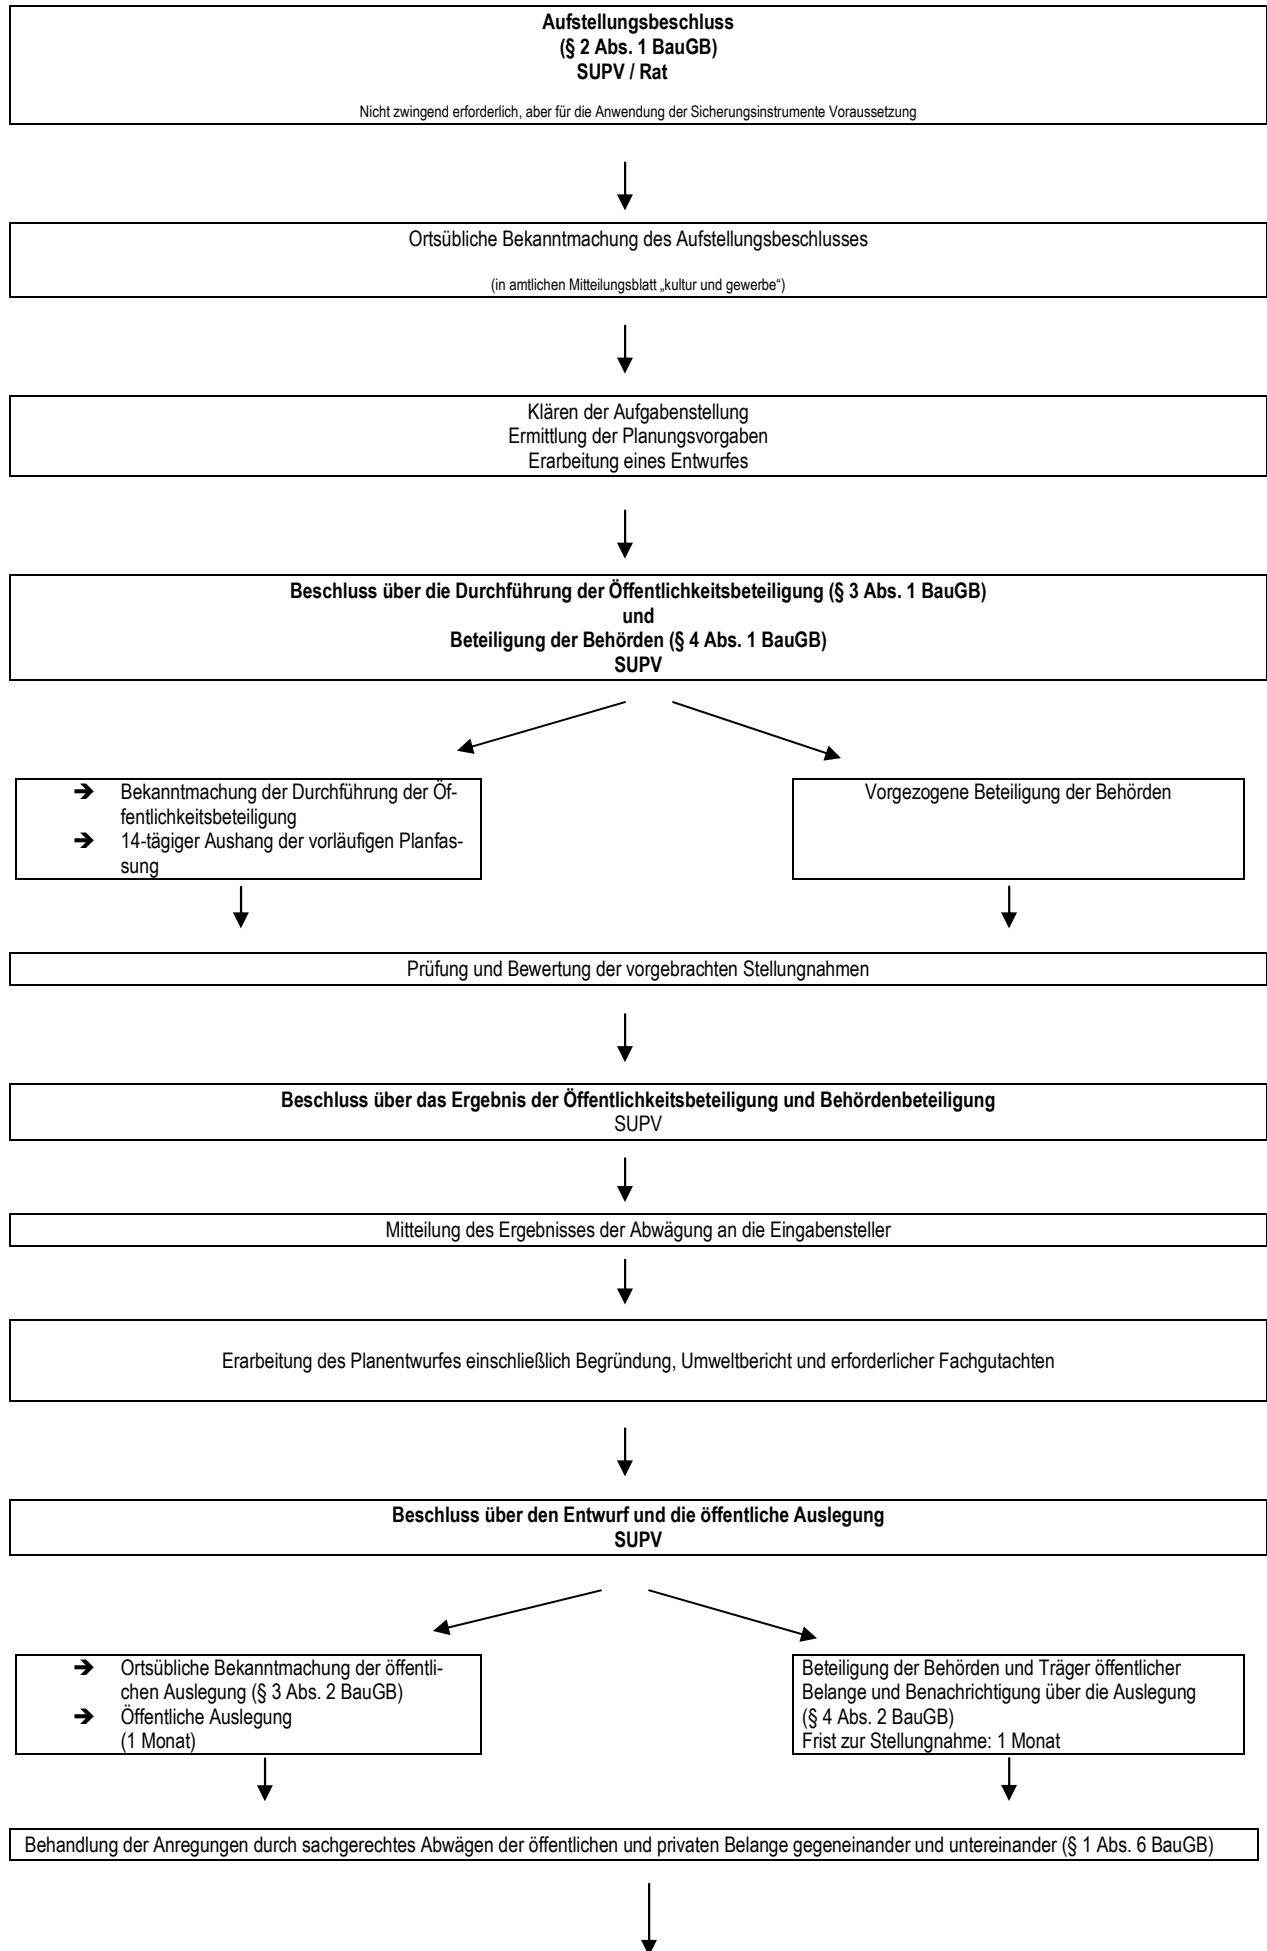 Aufstellungsbeschluss
(§ 2 Abs. 1 BauGB)
SUPV / Rat
Nicht zwingend erforderlich, aber für die Anwendung der Sicherungsinstrumente Voraussetzung
Ortsübliche Bekanntmachung des Aufstellungsbeschlusses
(in amtlichen Mitteilungsblatt „kultur und gewerbe“)
Klären der Aufgabenstellung
Ermittlung der Planungsvorgaben
Erarbeitung eines Entwurfes
Beschluss über die Durchführung der Öffentlichkeitsbeteiligung (§ 3 Abs. 1 BauGB)
und
Beteiligung der Behörden (§ 4 Abs. 1 BauGB)
SUPV
➔ Bekanntmachung der Durchführung der Öf-
fentlichkeitsbeteiligung
➔ 14-tägiger Aushang der vorläufigen Planfas-
sung
Vorgezogene Beteiligung der Behörden
Prüfung und Bewertung der vorgebrachten Stellungnahmen
Beschluss über das Ergebnis der Öffentlichkeitsbeteiligung und Behördenbeteiligung
SUPV
Mitteilung des Ergebnisses der Abwägung an die Eingabensteller
Erarbeitung des Planentwurfes einschließlich Begründung, Umweltbericht und erforderlicher Fachgutachten
Beschluss über den Entwurf und die öffentliche Auslegung
SUPV
➔ Ortsübliche Bekanntmachung der öffentli-
chen Auslegung (§ 3 Abs. 2 BauGB)
➔ Öffentliche Auslegung
(1 Monat)
Beteiligung der Behörden und Träger öffentlicher
Belange und Benachrichtigung über die Auslegung
(§ 4 Abs. 2 BauGB)
Frist zur Stellungnahme: 1 Monat
Behandlung der Anregungen durch sachgerechtes Abwägen der öffentlichen und privaten Belange gegeneinander und untereinander (§ 1 Abs. 6 BauGB)